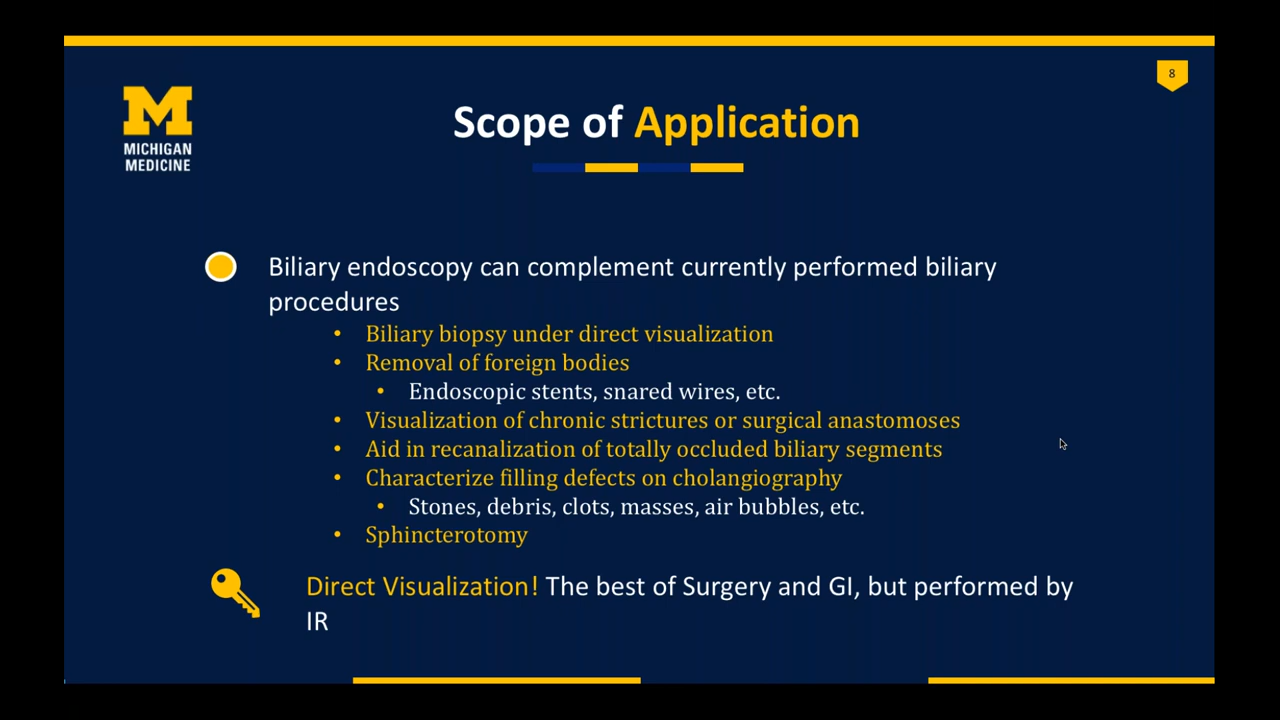 8
MICHIGAN
MEDICINE
Scope of Application
Biliary endoscopy can complement currently performed biliary
procedures
• Biliary biopsy under direct visualization
• Removal of foreign bodies
• Endoscopic stents, snared wires, etc.
• Visualization of chronic strictures or surgical anastomoses
• Aid in recanalization of totally occluded biliary segments
• Characterize filling defects on cholangiography
• Stones, debris, clots, masses, air bubbles, etc.
• Sphincterotomy
Direct Visualization! The best of Surgery and GI, but performed by
IR